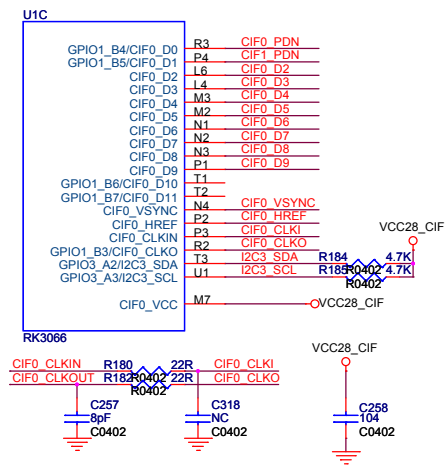 U1C
GPIO1_B4/CIF0_D0 R3 CIF0_PDN
GPIO1_B5/CIF0_D1 P4 CIF1_PDN
CIF0_D2 L6 CIF0_D2
CIF0_D3 L4 CIF0_D3
CIF0_D4 M3 CIF0_D4
CIF0_D5 M2 CIF0_D5
CIF0_D6 N1 CIF0_D6
CIF0_D7 N2 CIF0_D7
CIF0_D8 N3 CIF0_D8
CIF0_D9 P1 CIF0_D9
GPIO1_B6/CIF0_D10 T1
GPIO1_B7/CIF0_D11 T2
CIF0_VSYNC N4 CIF0_VSYNC
CIF0_HREF P2 CIF0_HREF
VCC28_CIF
CIF0_CLKIN P3 CIF0_CLKI
GPIO1_B3/CIF0_CLKO R2 CIF0_CLKO
GPIO3_A2/I2C3_SDA T3 I2C3_SDA R184 4.7K
R0402
GPIO3_A3/I2C3_SCL U1 I2C3_SCL R185 4.7K
R0402
CIF0_VCC M7 VCC28_CIF
RK3066
CIF0_CLKIN R180 22R CIF0_CLKI
R0402
CIF0_CLKOUT R182 22R CIF0_CLKO
R0402
VCC28_CIF
C257
8pF
C0402
C318
NC
C0402
C258
104
C0402